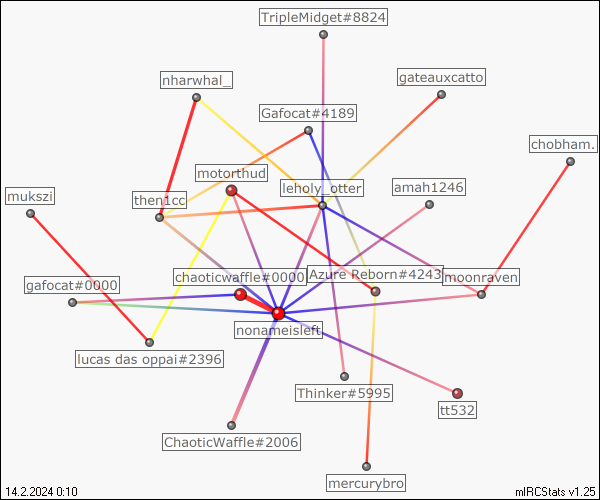 TripleMidget#8824
nharwhal_
gateauxcatto
Gafocat#4189
chobham.
motorthud
mukszi
then1cc
leholy_otter
amah1246
chaoticwaffle#0000
Azure Reborn#4243
moonraven
gafocat#0000
nonameisleft
lucas das oppai#2396
Thinker#5995
tt532
ChaoticWaffle#2006
mercurybro
14.2.2024 0:10
mIRCStats v1.25